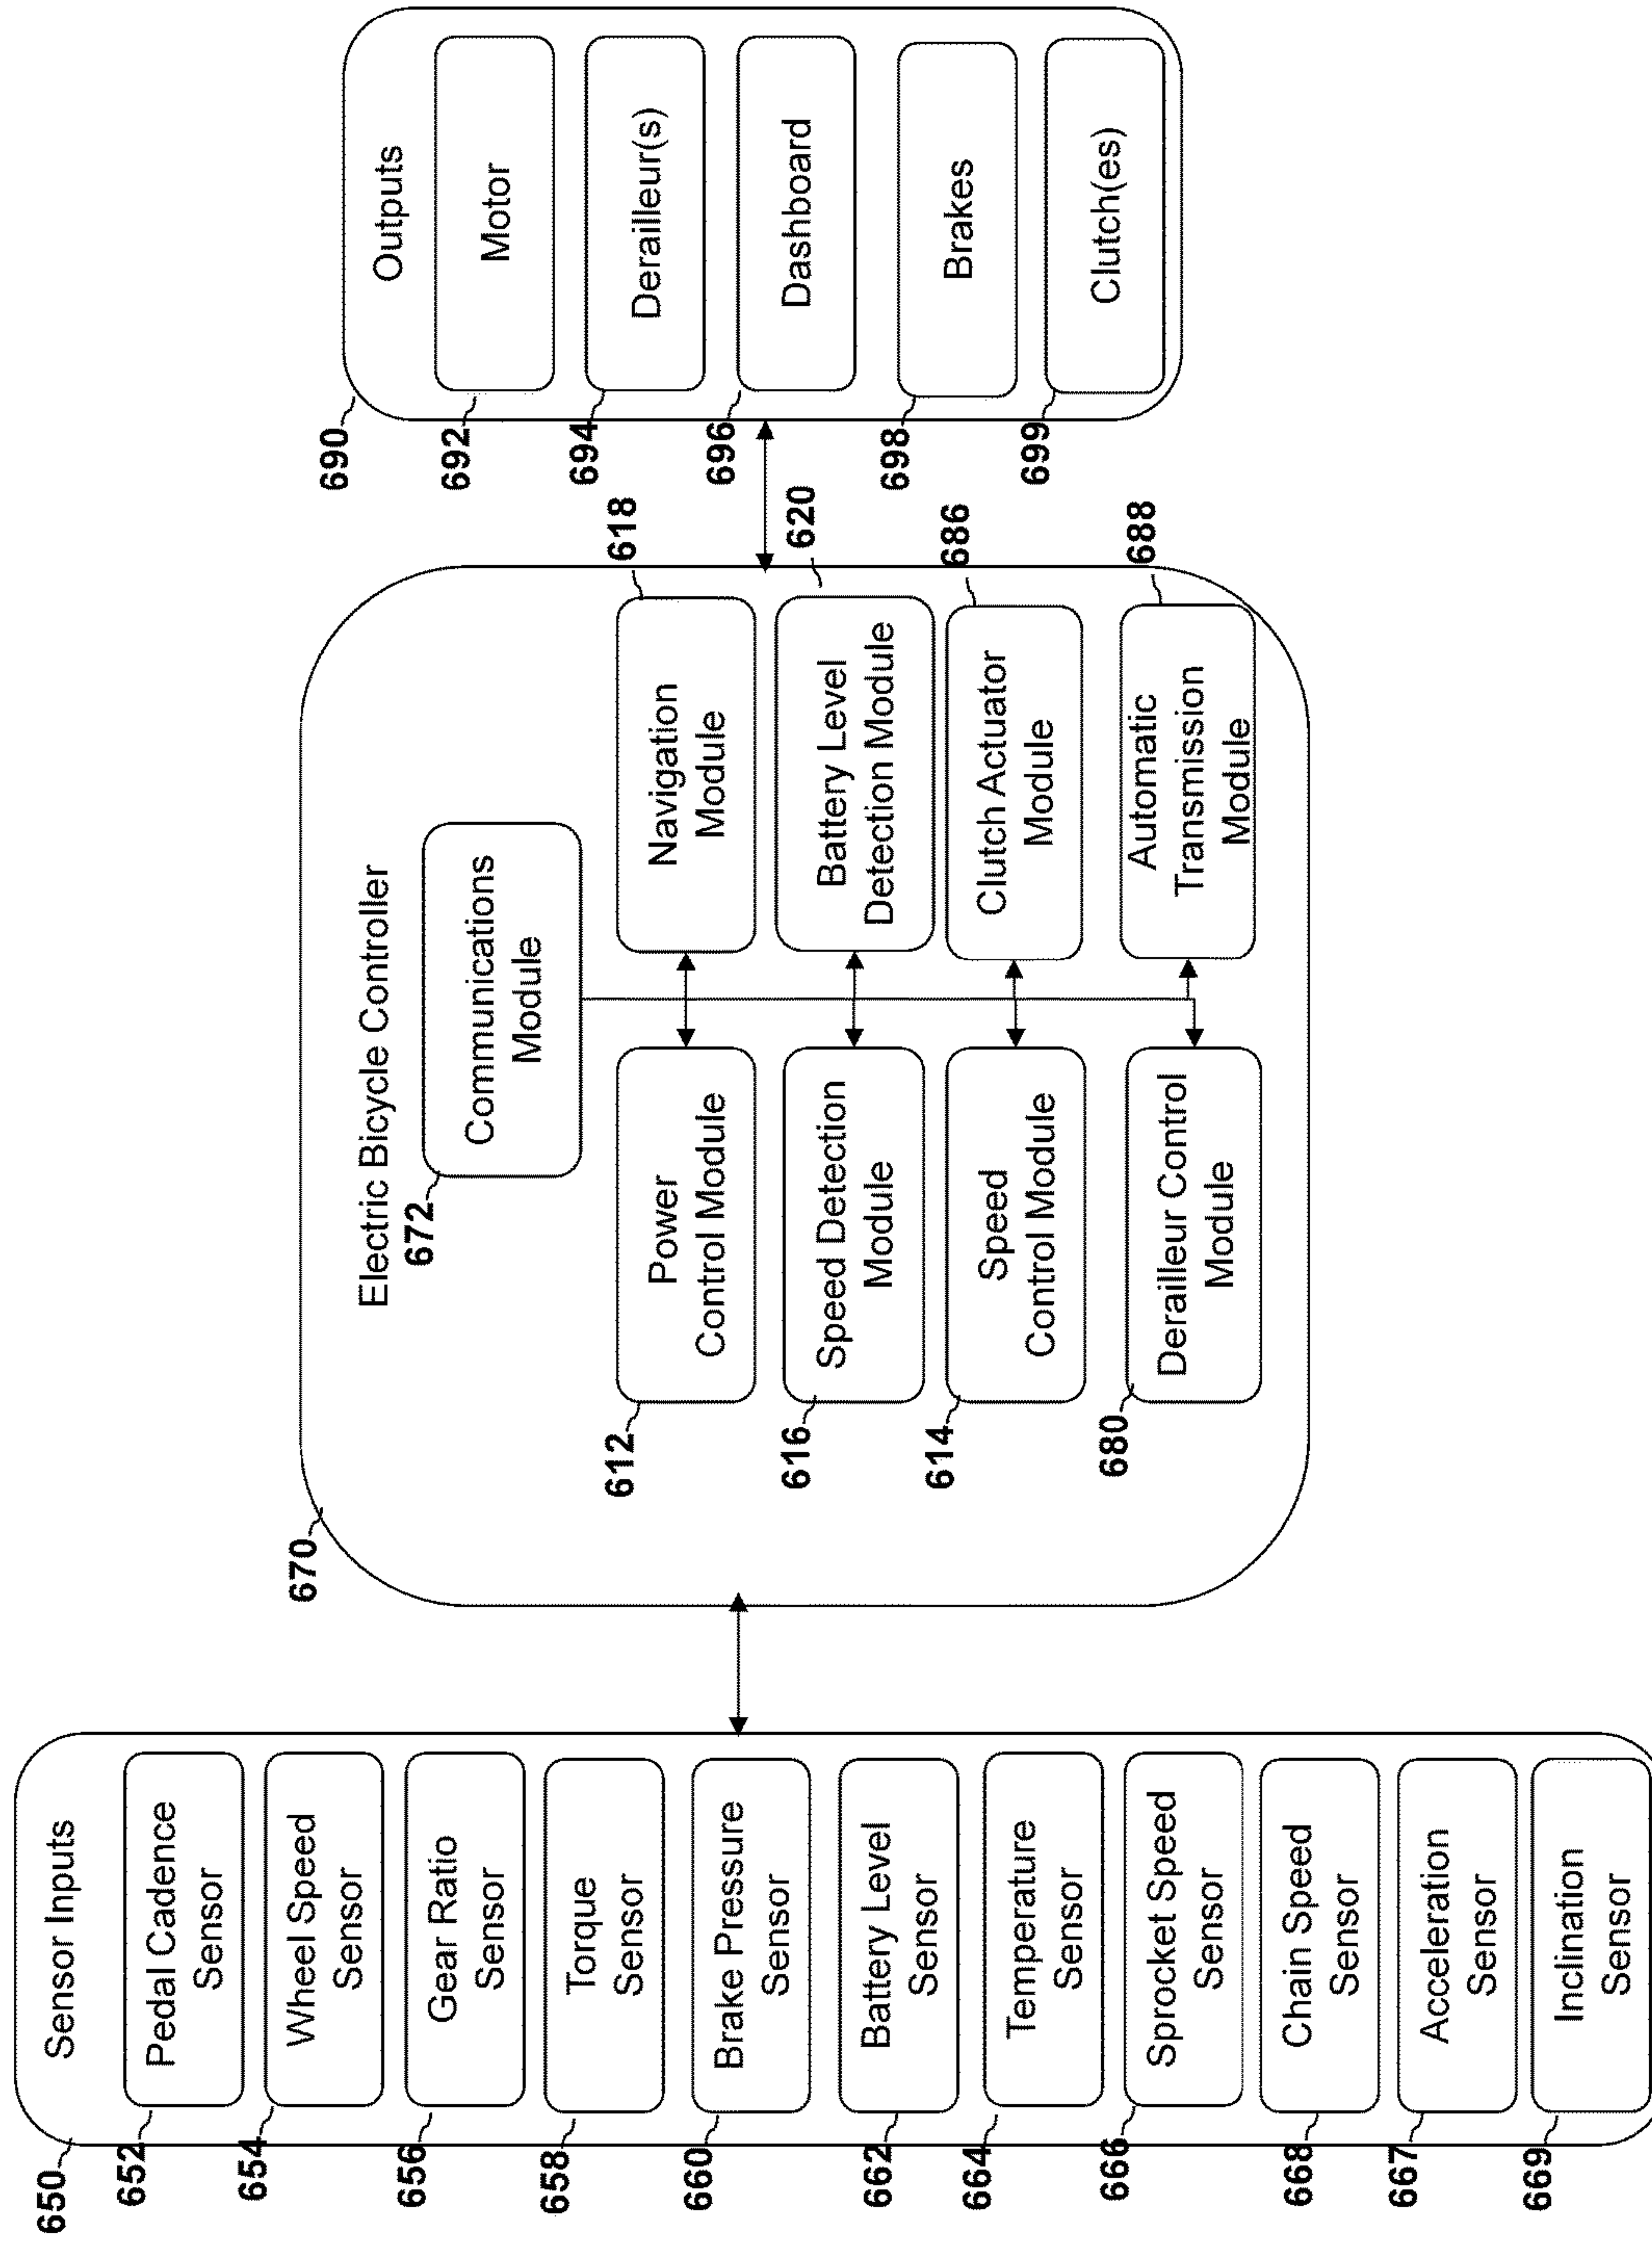 650
Sensor Inputs
652
Pedal Cadence
Sensor
654
Wheel Speed
Sensor
656
Gear Ratio
Sensor
658
Torque
Sensor
660
Brake Pressure
Sensor
662
Battery Level
Sensor
664
Temperature
Sensor
666
Sprocket Speed
Sensor
668
Chain Speed
Sensor
667
Acceleration
Sensor
669
Inclination
Sensor
670
Electric Bicycle Controller
672
Communications
Module
612
Power
Control Module
618
Navigation
Module
616
Speed Detection
Module
620
Battery Level
Detection Module
614
Speed
Control Module
686
Clutch Actuator
Module
680
Derailleur Control
Module
688
Automatic
Transmission
Module
690
Outputs
692
Motor
694
Derailleur(s)
696
Dashboard
698
Brakes
699
Clutch(es)